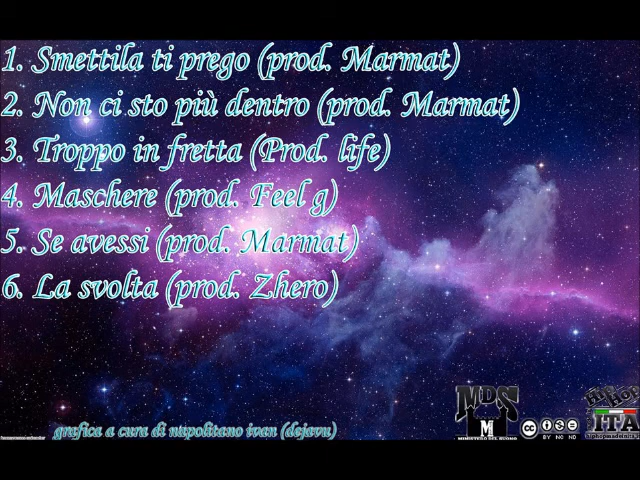 1. Smettila ti prego (prod. Marmat)
2. Non ci sto più dentro (prod. Marmat)
3. Troppo in fretta (Prod. life)
4. Maschere (prod. Feel g)
5. Se avessi (prod. Marmat)
6. La svolta (prod. Zhero)
MDS
M
MINISTERO DEL SUONO
cc
BY NC ND
HIP HOP
ITA
grafica a cura di napolitano ivan (dejavu)